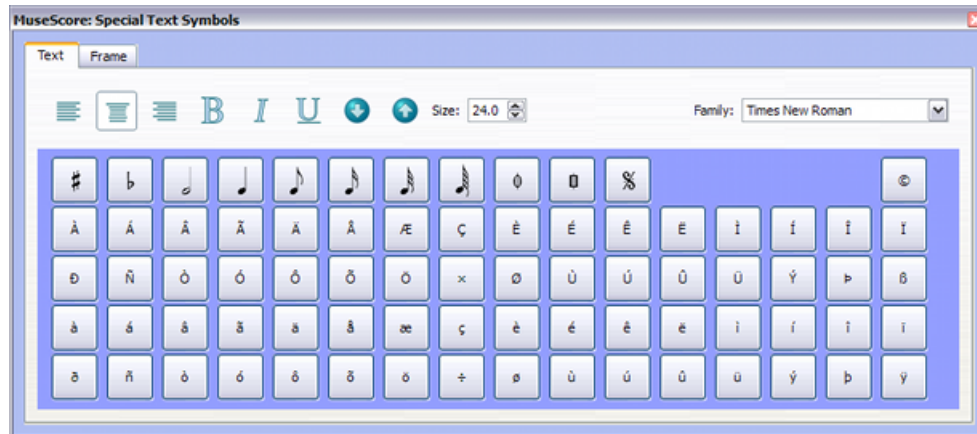 MuseScore: Special Text Symbols
Text Frame
B I U Size: 24.0 Family: Times New Roman
♯ ♭ 𝅗𝅥 ♩ ♪ 𝅘𝅥𝅯 𝅘𝅥𝅰 𝅘𝅥𝅱 𝄌 𝄋 ©
À Á Â Ã Ä Å Æ Ç È É Ê Ë Ì Í Î Ï
Ð Ñ Ò Ó Ô Õ Ö × Ø Ù Ú Û Ü Ý Þ ß
à á â ã ä å æ ç è é ê ë ì í î ï
ð ñ ò ó ô õ ö ÷ ø ù ú û ü ý þ ÿ